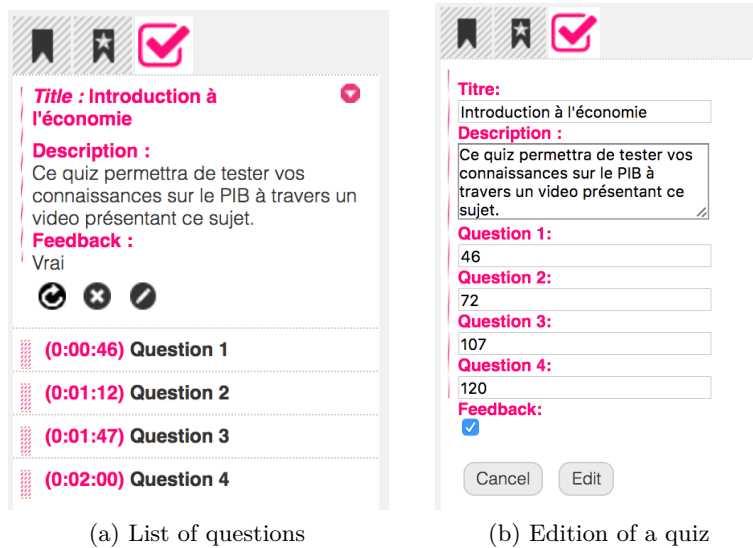 Title : Introduction à
l'économie
Description :
Ce quiz permettra de tester vos
connaissances sur le PIB à travers un
video présentant ce sujet.
Feedback :
Vrai
(0:00:46) Question 1
(0:01:12) Question 2
(0:01:47) Question 3
(0:02:00) Question 4
(a) List of questions
Titre:
Introduction à l'économie
Description :
Ce quiz permettra de tester vos
connaissances sur le PIB à
travers un video présentant ce
sujet.
Question 1:
46
Question 2:
72
Question 3:
107
Question 4:
120
Feedback:
Cancel Edit
(b) Edition of a quiz